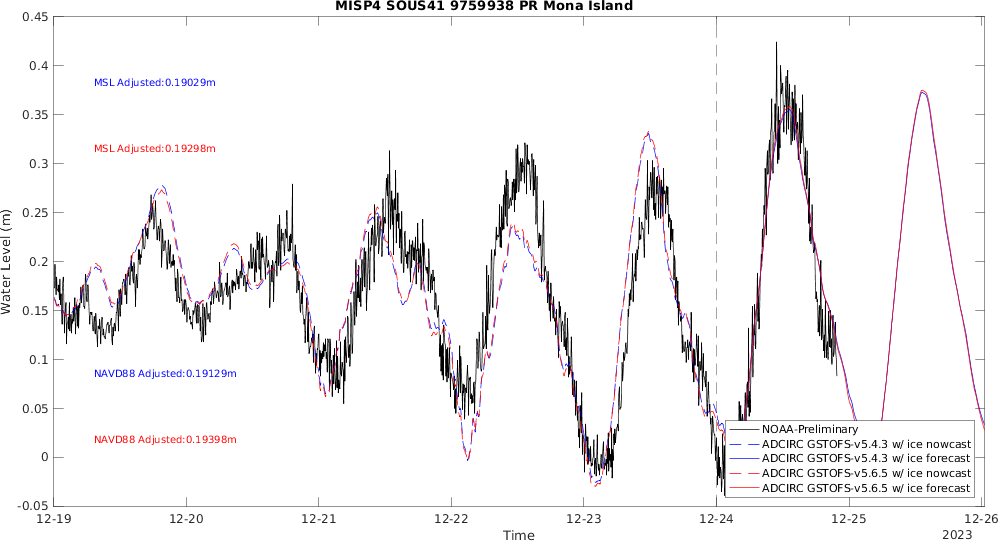 MISP4 SOUS41 9759938 PR Mona Island
0.45
0.4
0.35
0.3
0.25
0.2
0.15
0.1
0.05
0
-0.05
Water Level (m)
MSL Adjusted:0.19029m
MSL Adjusted:0.19298m
NAVD88 Adjusted:0.19129m
NAVD88 Adjusted:0.19398m
NOAA-Preliminary
ADCIRC GSTOFS-v5.4.3 w/ ice nowcast
ADCIRC GSTOFS-v5.4.3 w/ ice forecast
ADCIRC GSTOFS-v5.6.5 w/ ice nowcast
ADCIRC GSTOFS-v5.6.5 w/ ice forecast
12-19 12-20 12-21 12-22 12-23 12-24 12-25 12-26
Time
2023